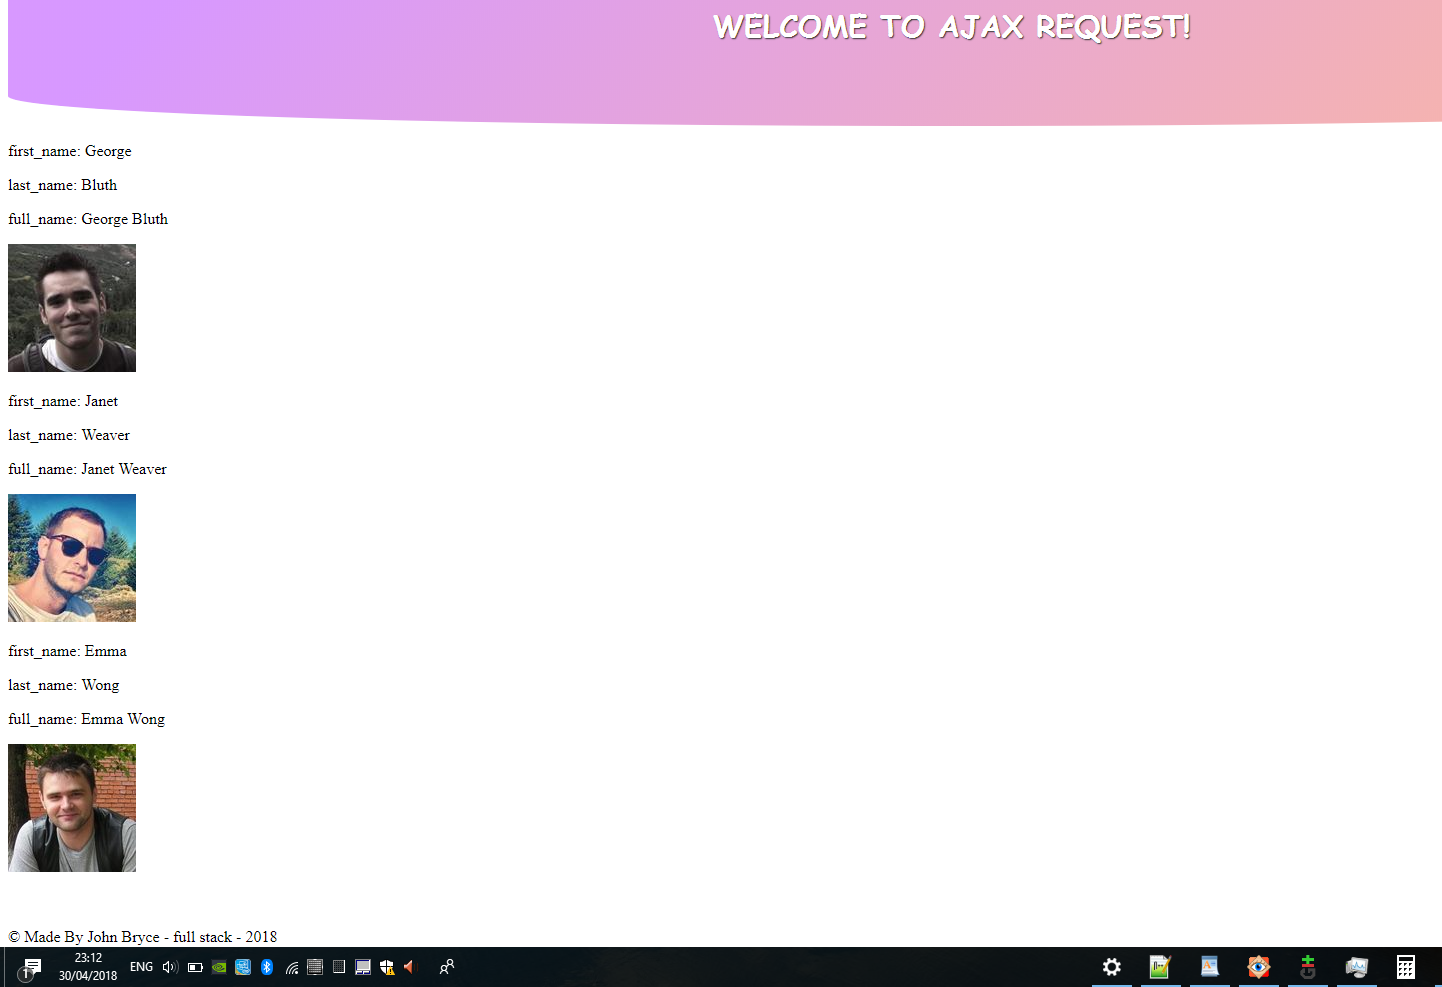 WELCOME TO AJAX REQUEST!
first_name: George
last_name: Bluth
full_name: George Bluth
first_name: Janet
last_name: Weaver
full_name: Janet Weaver
first_name: Emma
last_name: Wong
full_name: Emma Wong
© Made By John Bryce - full stack - 2018
1
23:12
30/04/2018
ENG